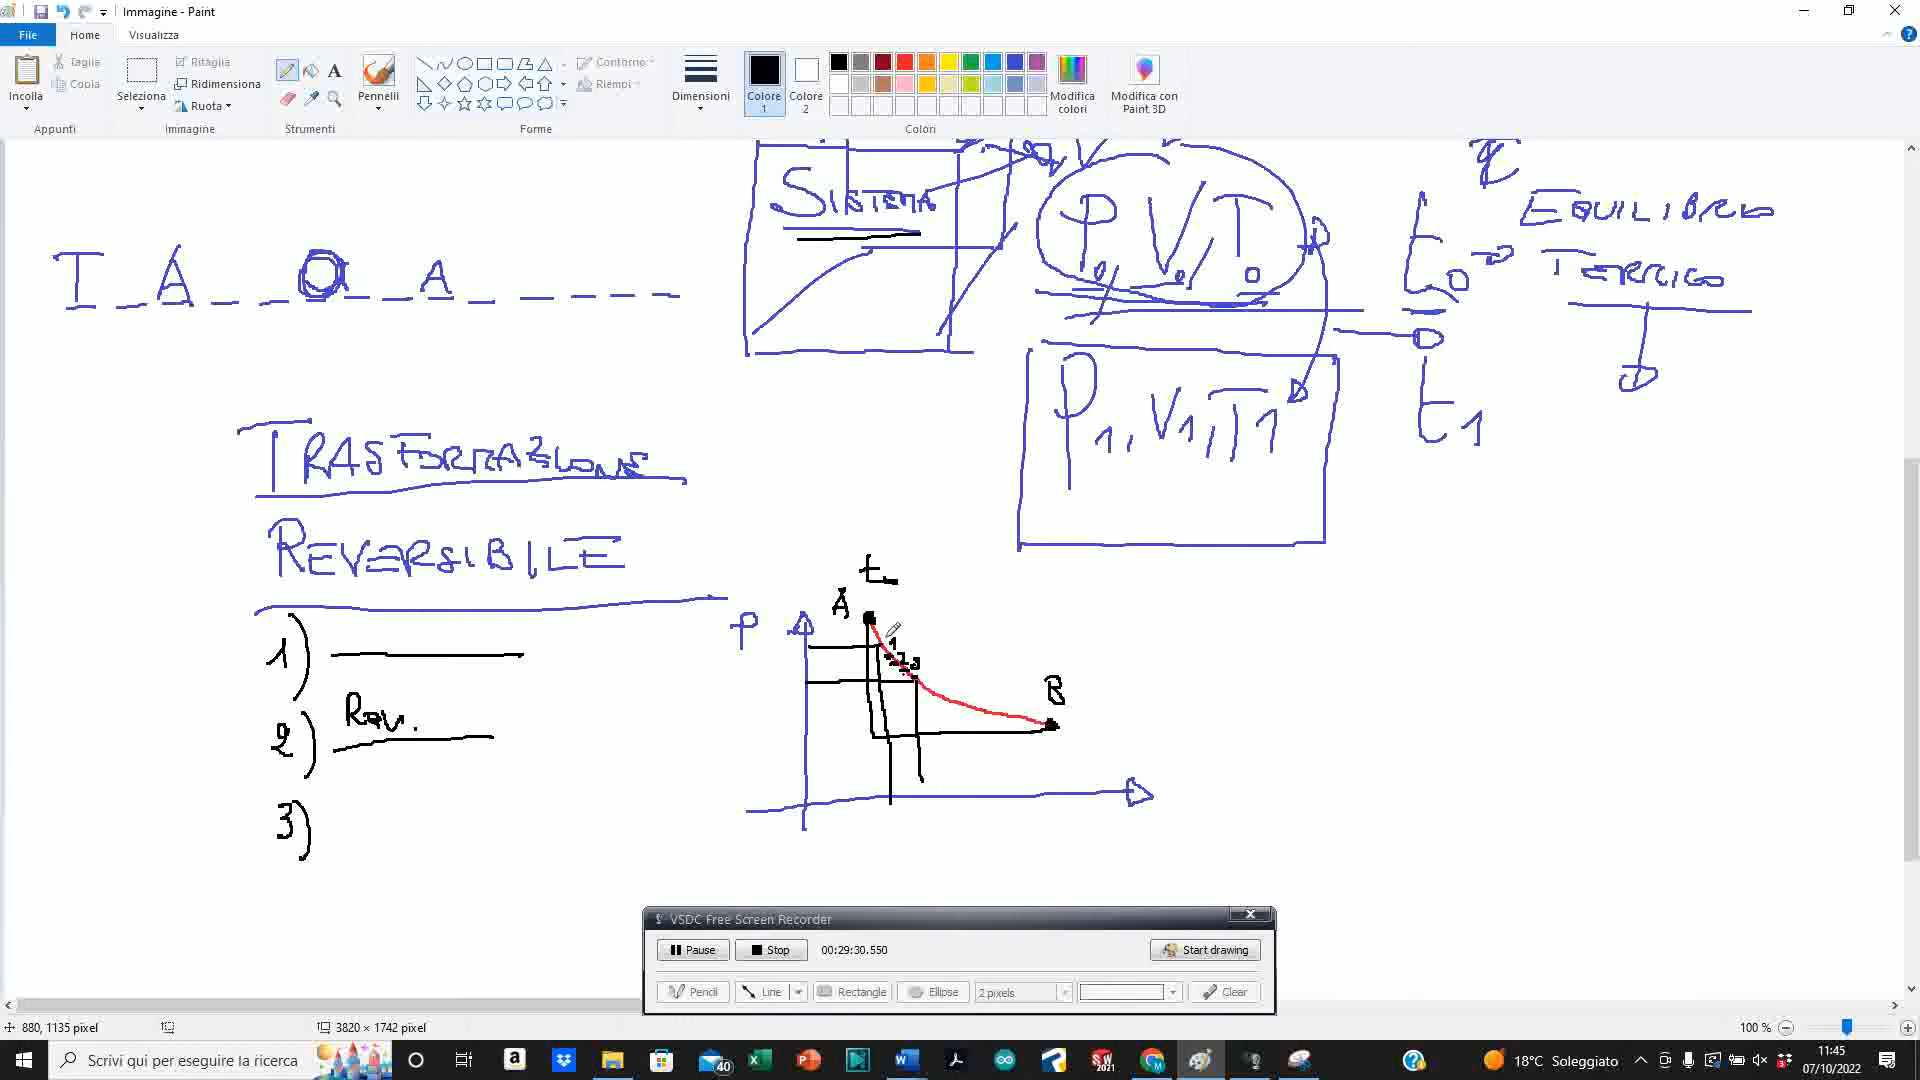 Immagine - Paint
File Home Visualizza
Incolla
Taglia
Copia
Appunti
Seleziona
Ritaglia
Ridimensiona
Ruota
Immagine
Strumenti
Pennelli
Contorno
Riempi
Forme
Dimensioni
Colore 1
Colore 2
Modifica colori
Modifica con Paint 3D
Colori
SISTEMA
P0, V0, T0
t0
EQUILIBRIO
TERMICO
T A O A
P1, V1, T1
t1
TRASFORMAZIONE
REVERSIBILE
1)
2) Rev.
3)
P
A
B
1
2
3
VSDC Free Screen Recorder
Pause Stop 00:29:30.550 Start drawing
Pencil Line Rectangle Ellipse 2 pixels Clear
880, 1135 pixel 3820 × 1742 pixel 100 %
Scrivi qui per eseguire la ricerca
40
18°C Soleggiato
11:45
07/10/2022